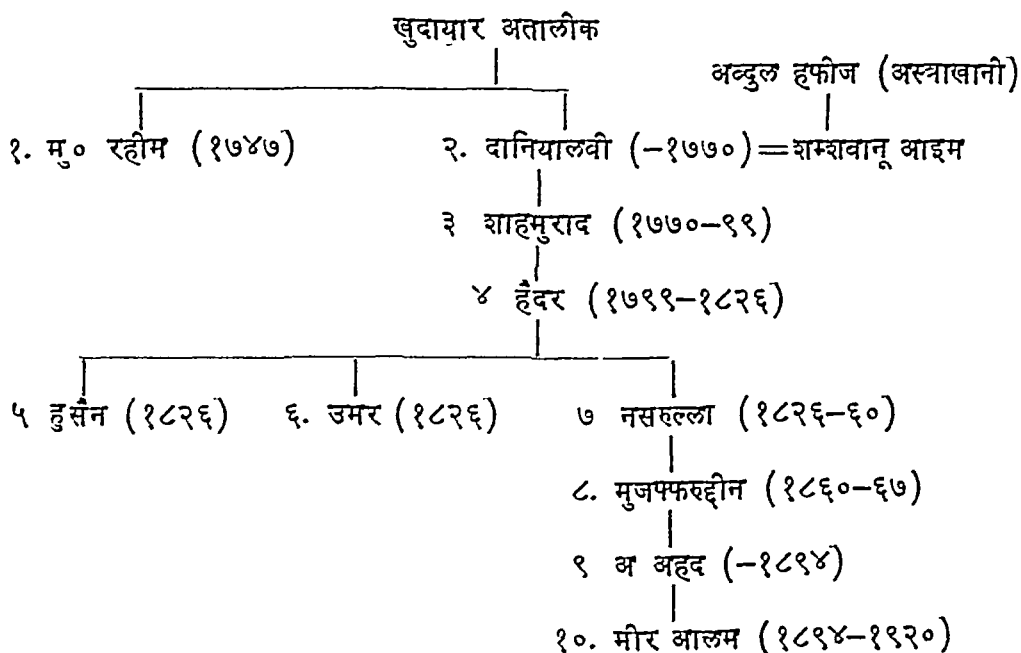 खुदायार अतालीक
अब्दुल हफीज (अस्त्राखानी)
१. मु० रहीम (१७४७) २. दानियालवी (-१७७०)=शम्शवानू आइम
३ शाहमुराद (१७७०-९९)
४ हैदर (१७९९-१८२६)
५ हुसैन (१८२६) ६. उमर (१८२६) ७ नसरुल्ला (१८२६-६०)
८. मुजफ्फरुद्दीन (१८६०-६७)
९ अ अहद (-१८९४)
१०. मीर आलम (१८९४-१९२०)